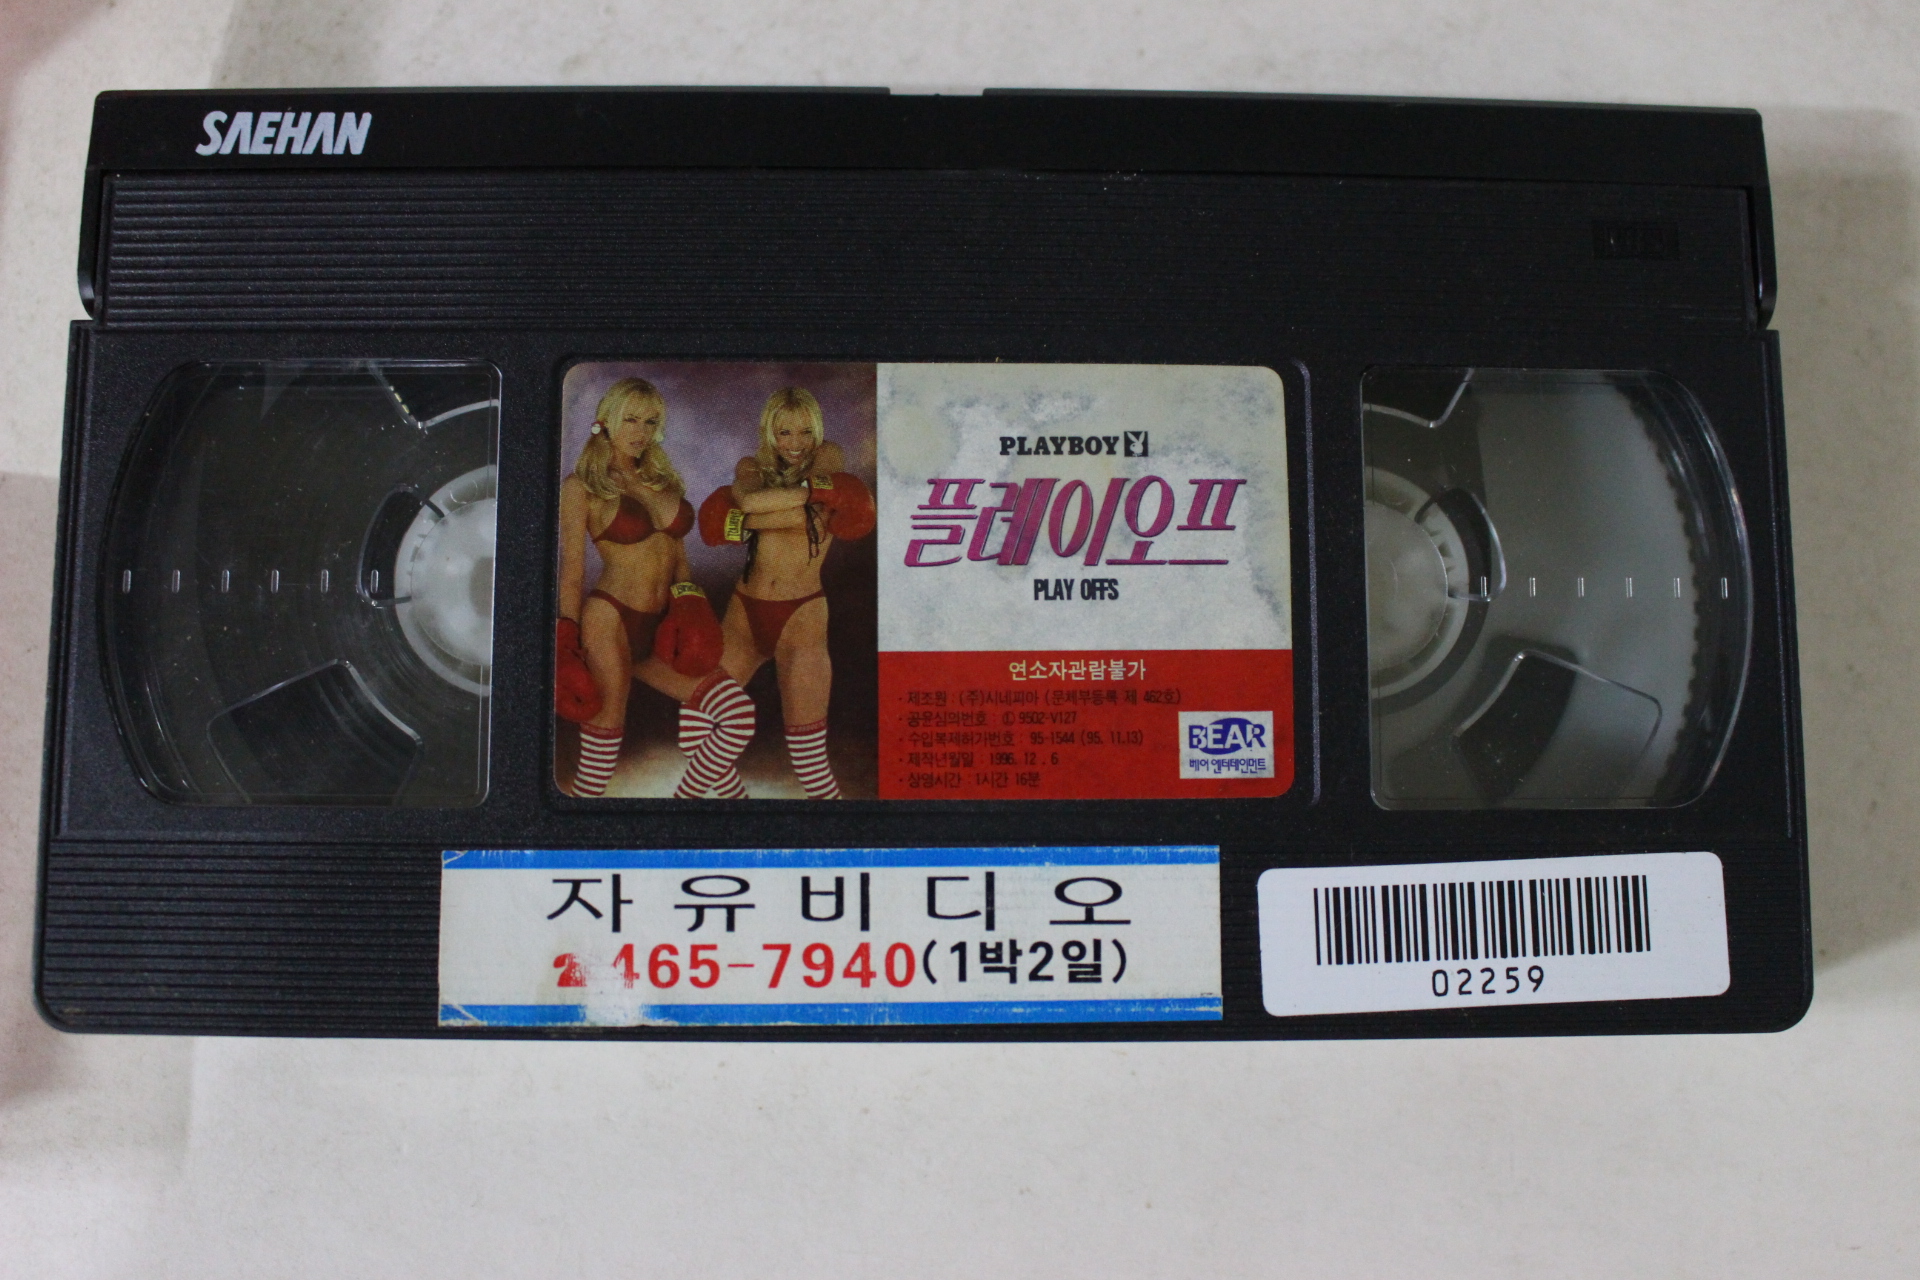 SAEHAN
PLAYBOY
플레이오프
PLAY OFFS
연소자관람불가
· 제조원 : (주)시네피아 (문체부등록 제 462호)
· 공윤심의번호 : ⓛ 9502-V127
· 수입복제허가번호 : 95-1544 (95. 11.13)
· 제작년월일 : 1996. 12 . 6
· 상영시간 : 1시간 16분
BEAR
베어 엔터테인먼트
자유비디오
465-7940(1박2일)
02259